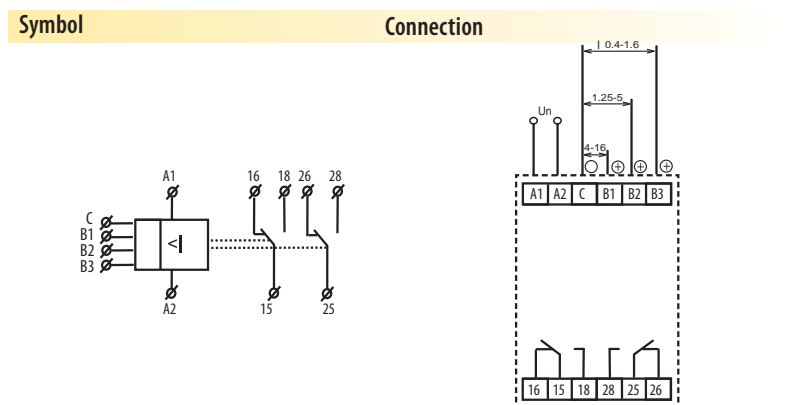 Symbol
Connection
I 0.4-1.6
1.25-5
Un
4-16
A1 A2 C B1 B2 B3
A1
16 18 26 28
C
B1
B2
B3
<I
A2
15
25
16 15 18 28 25 26